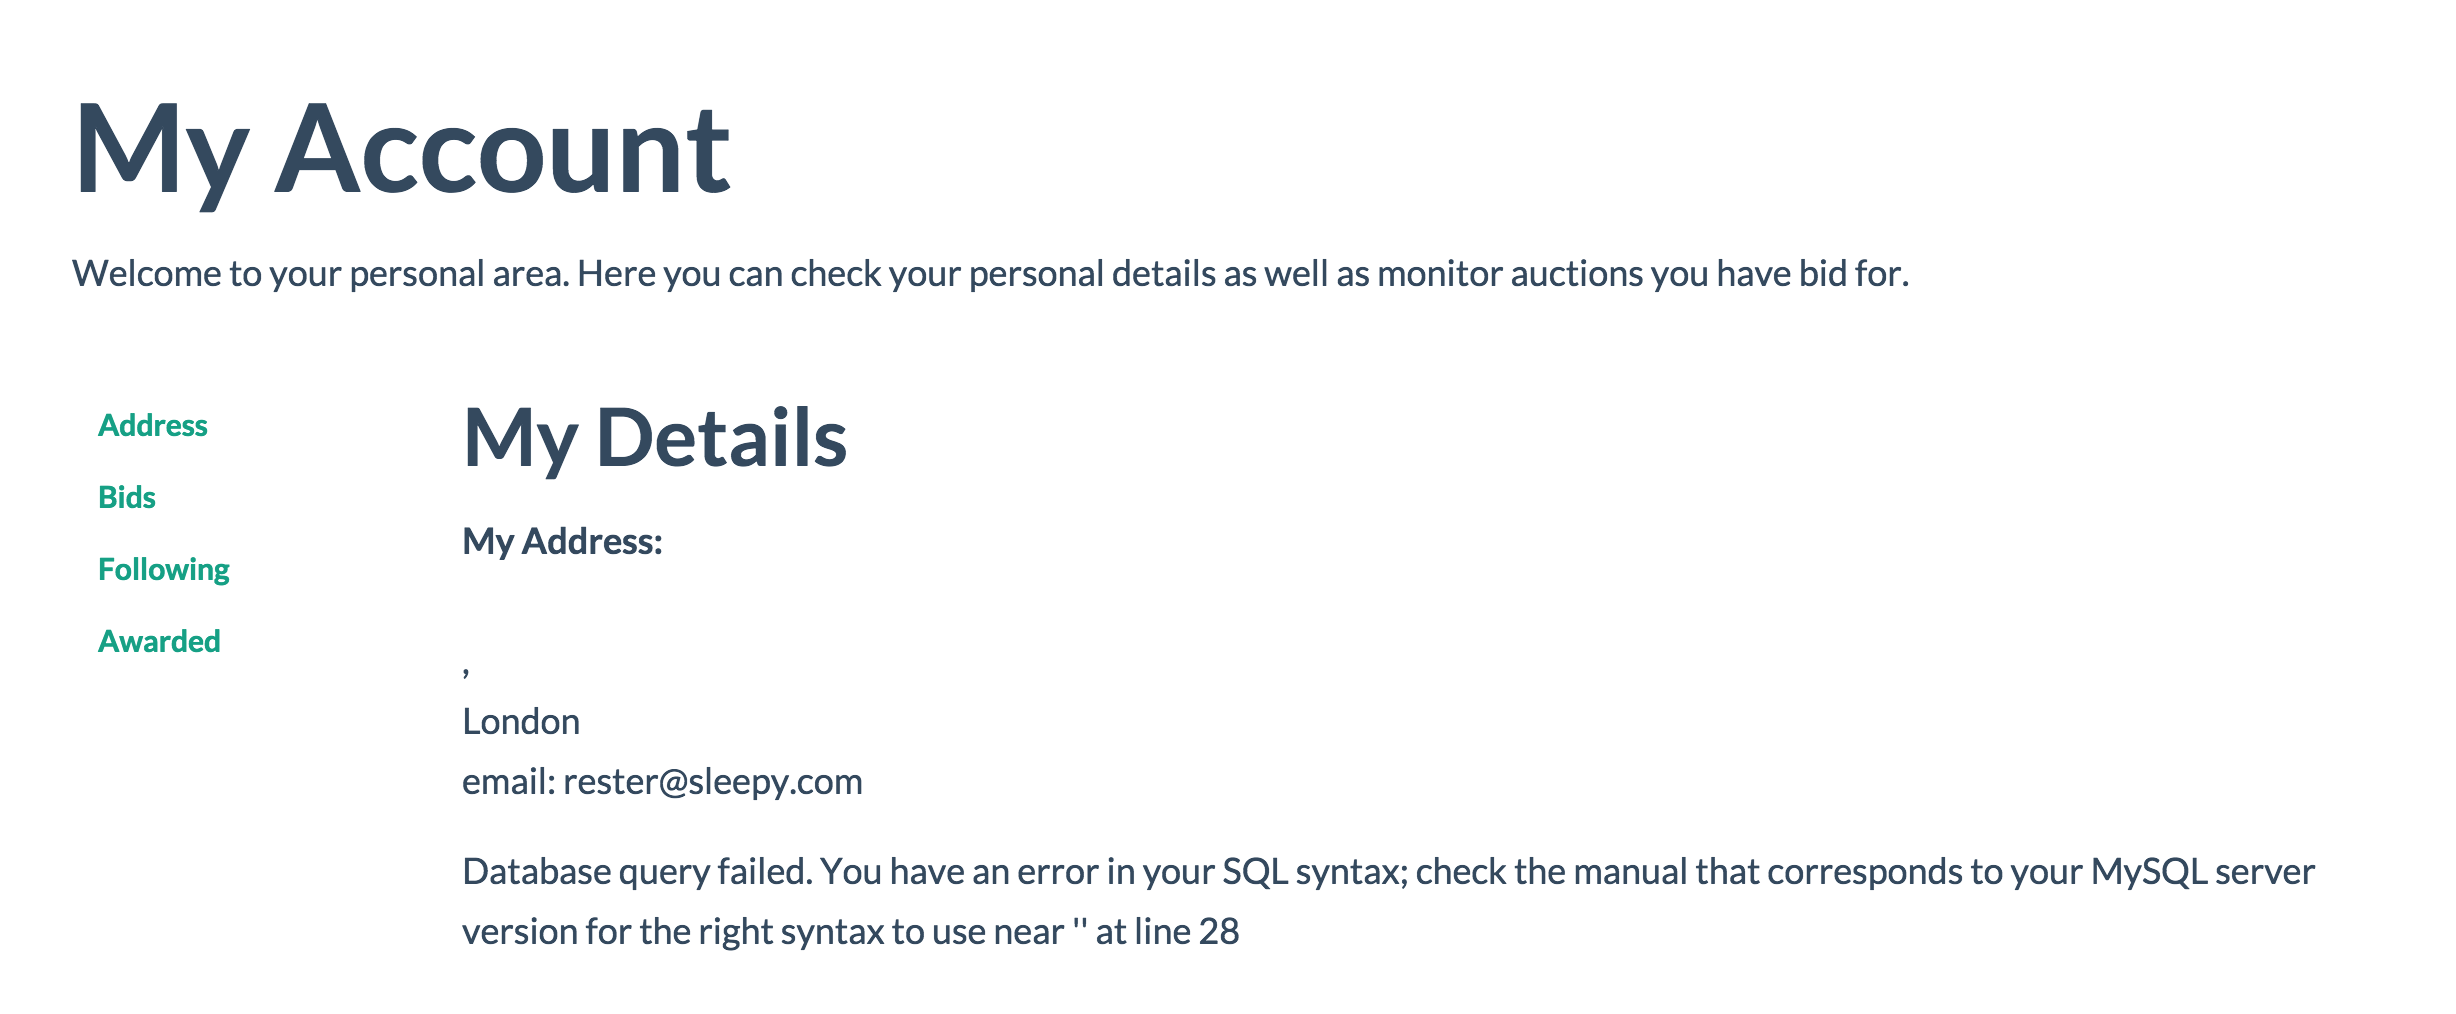 My Account
Welcome to your personal area. Here you can check your personal details as well as monitor auctions you have bid for.
Address
Bids
Following
Awarded
My Details
My Address:
,
London
email: rester@sleepy.com
Database query failed. You have an error in your SQL syntax; check the manual that corresponds to your MySQL server
version for the right syntax to use near '' at line 28